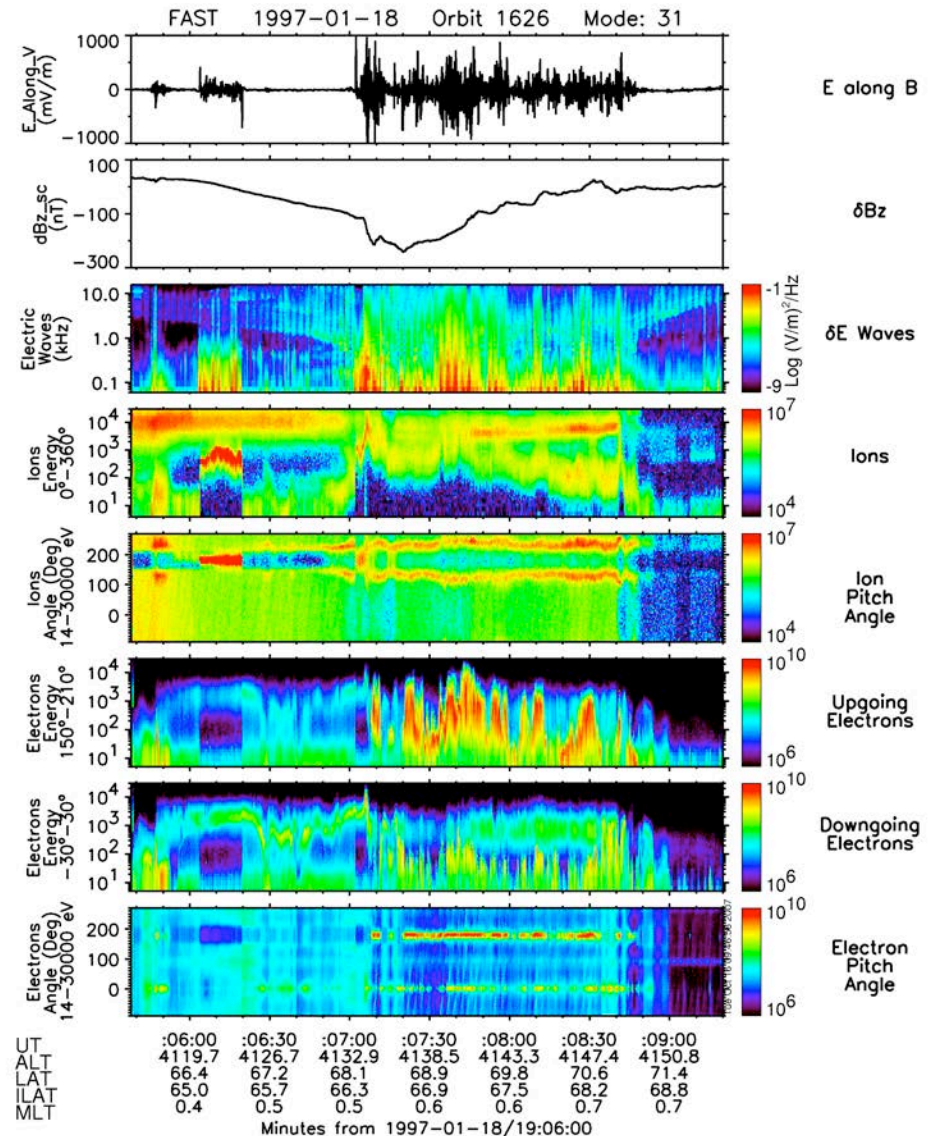 FAST 1997-01-18 Orbit 1626 Mode: 31
E_Along_V
(mV/m)
1000
0
-1000
E along B
dBz_sc
(nT)
100
-100
-300
δBz
Electric
Waves
(kHz)
10.0
1.0
0.1
-1
-9
Log (V/m)²/Hz
δE Waves
Ions
Energy
0°-360°
10⁴
10³
10²
10¹
10⁷
10⁴
Ions
Ions
Angle (Deg)
14-30000 eV
200
100
0
10⁷
10⁴
Ion
Pitch
Angle
Electrons
Energy
150°-210°
10⁴
10³
10²
10¹
10¹⁰
10⁶
Upgoing
Electrons
Electrons
Energy
-30°-30°
10⁴
10³
10²
10¹
10¹⁰
10⁶
Downgoing
Electrons
Electrons
Angle (Deg)
14-30000 eV
200
100
0
10¹⁰
10⁶
Electron
Pitch
Angle
2007
UT :06:00 :06:30 :07:00 :07:30 :08:00 :08:30 :09:00
ALT 4119.7 4126.7 4132.9 4138.5 4143.3 4147.4 4150.8
LAT 66.4 67.2 68.1 68.9 69.8 70.6 71.4
ILAT 65.0 65.7 66.3 66.9 67.5 68.2 68.8
MLT 0.4 0.5 0.5 0.6 0.6 0.7 0.7
Minutes from 1997-01-18/19:06:00